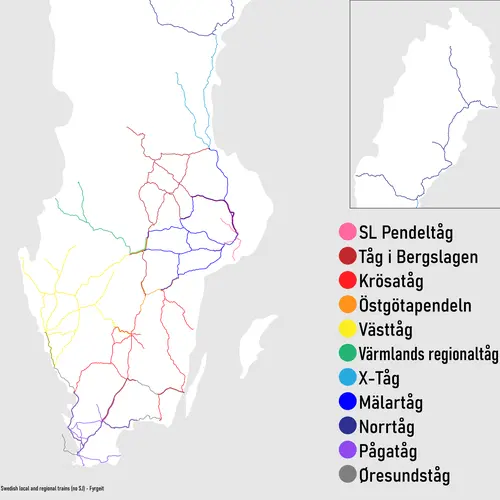 SL Pendeltåg
Tåg i Bergslagen
Krösatåg
Östgötapendeln
Västtåg
Värmlands regionaltåg
X-Tåg
Mälartåg
Norrtåg
Pågatåg
Øresundståg
Swedish local and regional trains (no SJ) - Fyrgeit